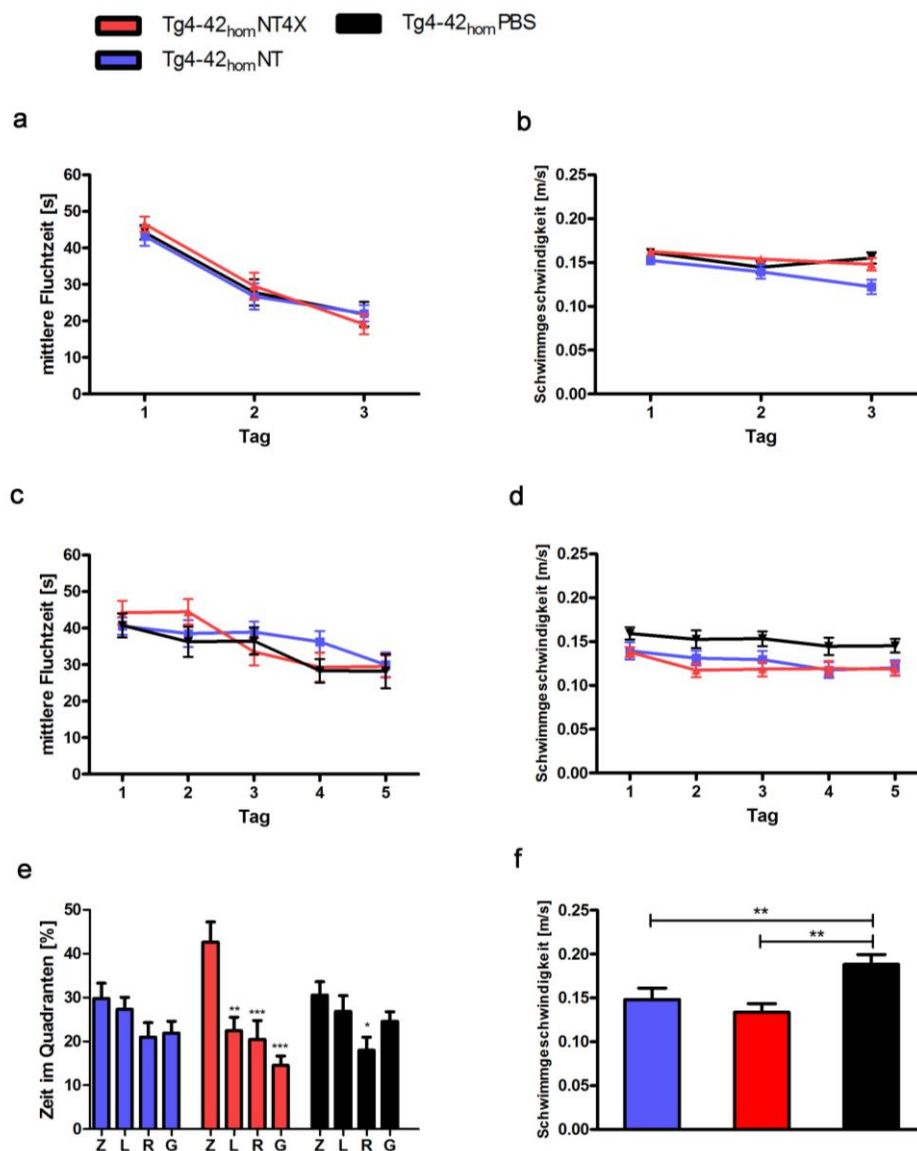 Tg4-42homNT4X Tg4-42homPBS
Tg4-42homNT
a
mittlere Fluchtzeit [s]
60
50
40
30
20
10
0
1 2 3
Tag
b
Schwimmgeschwindigkeit [m/s]
0.25
0.20
0.15
0.10
0.05
0.00
1 2 3
Tag
c
mittlere Fluchtzeit [s]
60
50
40
30
20
10
0
1 2 3 4 5
Tag
d
Schwimmgeschwindigkeit [m/s]
0.25
0.20
0.15
0.10
0.05
0.00
1 2 3 4 5
Tag
e
Zeit im Quadranten [%]
50
40
30
20
10
0
** *** *** *
Z L R G Z L R G Z L R G
f
Schwimmgeschwindigkeit [m/s]
0.25
0.20
0.15
0.10
0.05
0.00
**
**